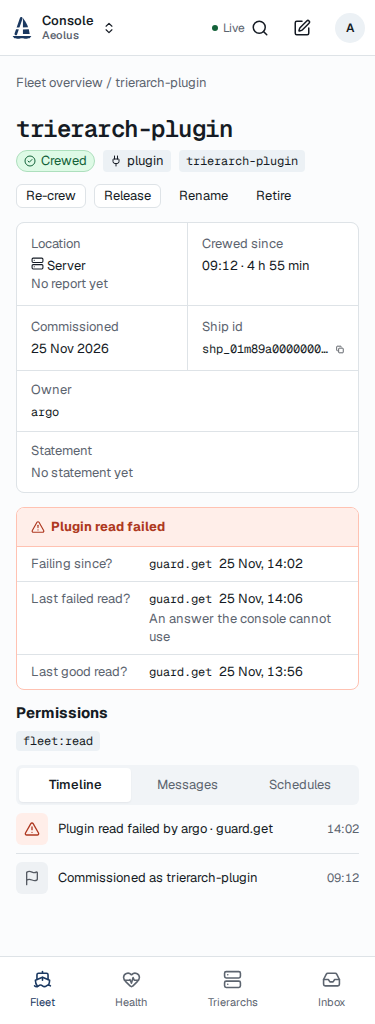 Console
Aeolus
Live
A
Fleet overview / trierarch-plugin
trierarch-plugin
Crewed
plugin
trierarch-plugin
Re-crew
Release
Rename
Retire
Location
Server
No report yet
Crewed since
09:12 · 4 h 55 min
Commissioned
25 Nov 2026
Ship id
shp_01m89a0000000…
Owner
argo
Statement
No statement yet
Plugin read failed
Failing since? guard.get 25 Nov, 14:02
Last failed read? guard.get 25 Nov, 14:06
An answer the console cannot
use
Last good read? guard.get 25 Nov, 13:56
Permissions
fleet:read
Timeline
Messages
Schedules
Plugin read failed by argo · guard.get 14:02
Commissioned as trierarch-plugin 09:12
Fleet
Health
Trierarchs
Inbox